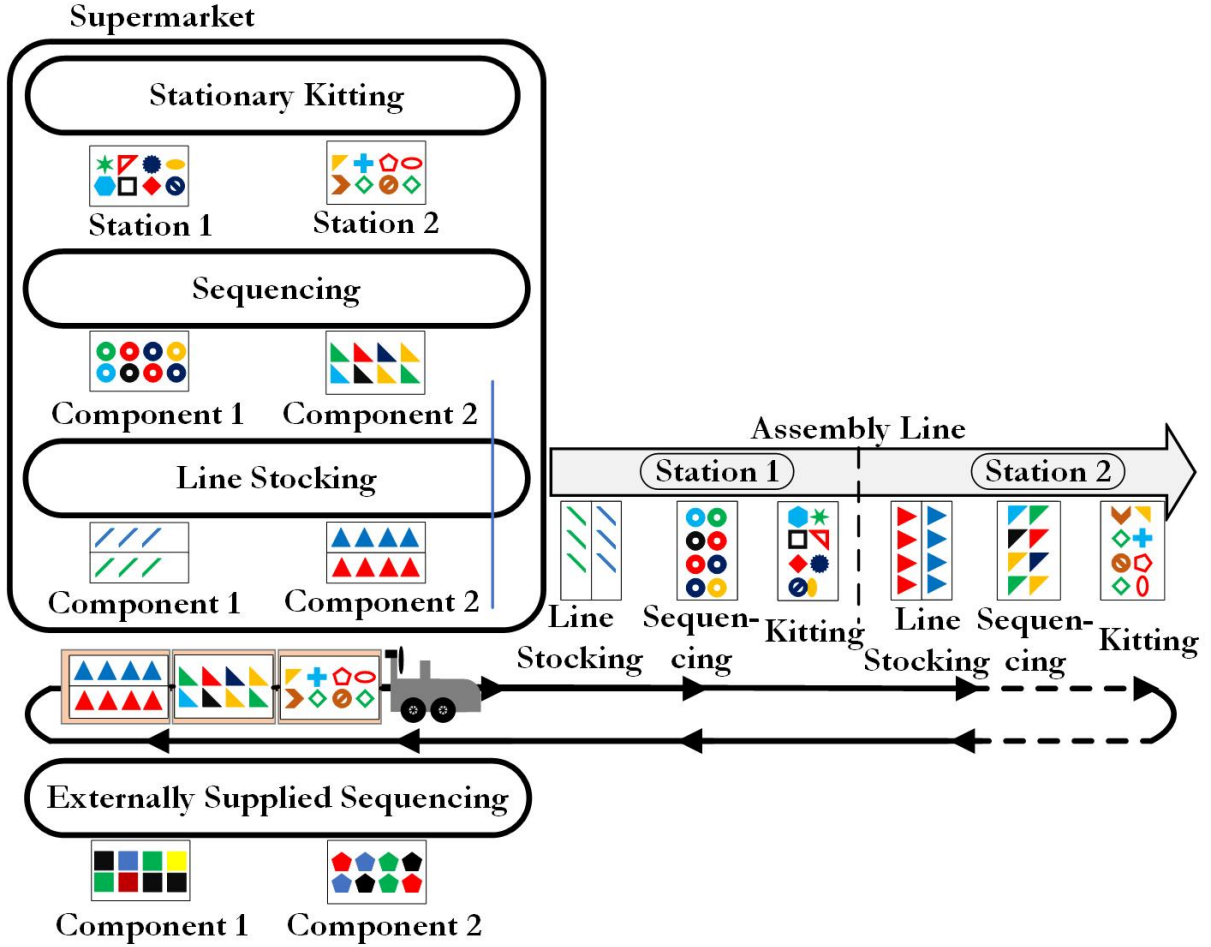 Supermarket
Stationary Kitting
Station 1
Station 2
Sequencing
Component 1
Component 2
Line Stocking
Component 1
Component 2
Assembly Line
Station 1
Station 2
Line
Stocking
Sequen-
cing
Kitting
Line
Stocking
Sequen-
cing
Kitting
Externally Supplied Sequencing
Component 1
Component 2